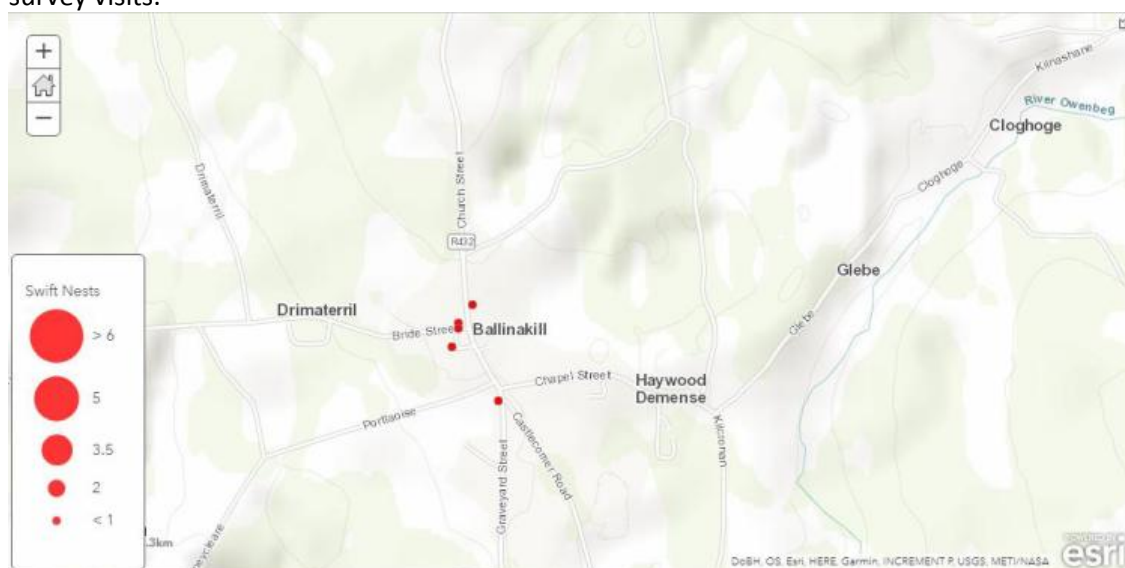 survey visits.
+
−
Kilnashane
River Owenbeg
Cloghoge
Cloghoge
Drimaterril
Church Street
R432
Glebe
Glebe
Swift Nests
> 6
5
3.5
2
< 1
Drimaterril
Bride Street
Ballinakill
Chapel Street
Haywood
Demense
Portlaoise
Castlecomer Road
Graveyard Street
Kilcronan
.3km
DoBH, OS, Esri, HERE, Garmin, INCREMENT P, USGS, METI/NASA
POWERED BY
esri